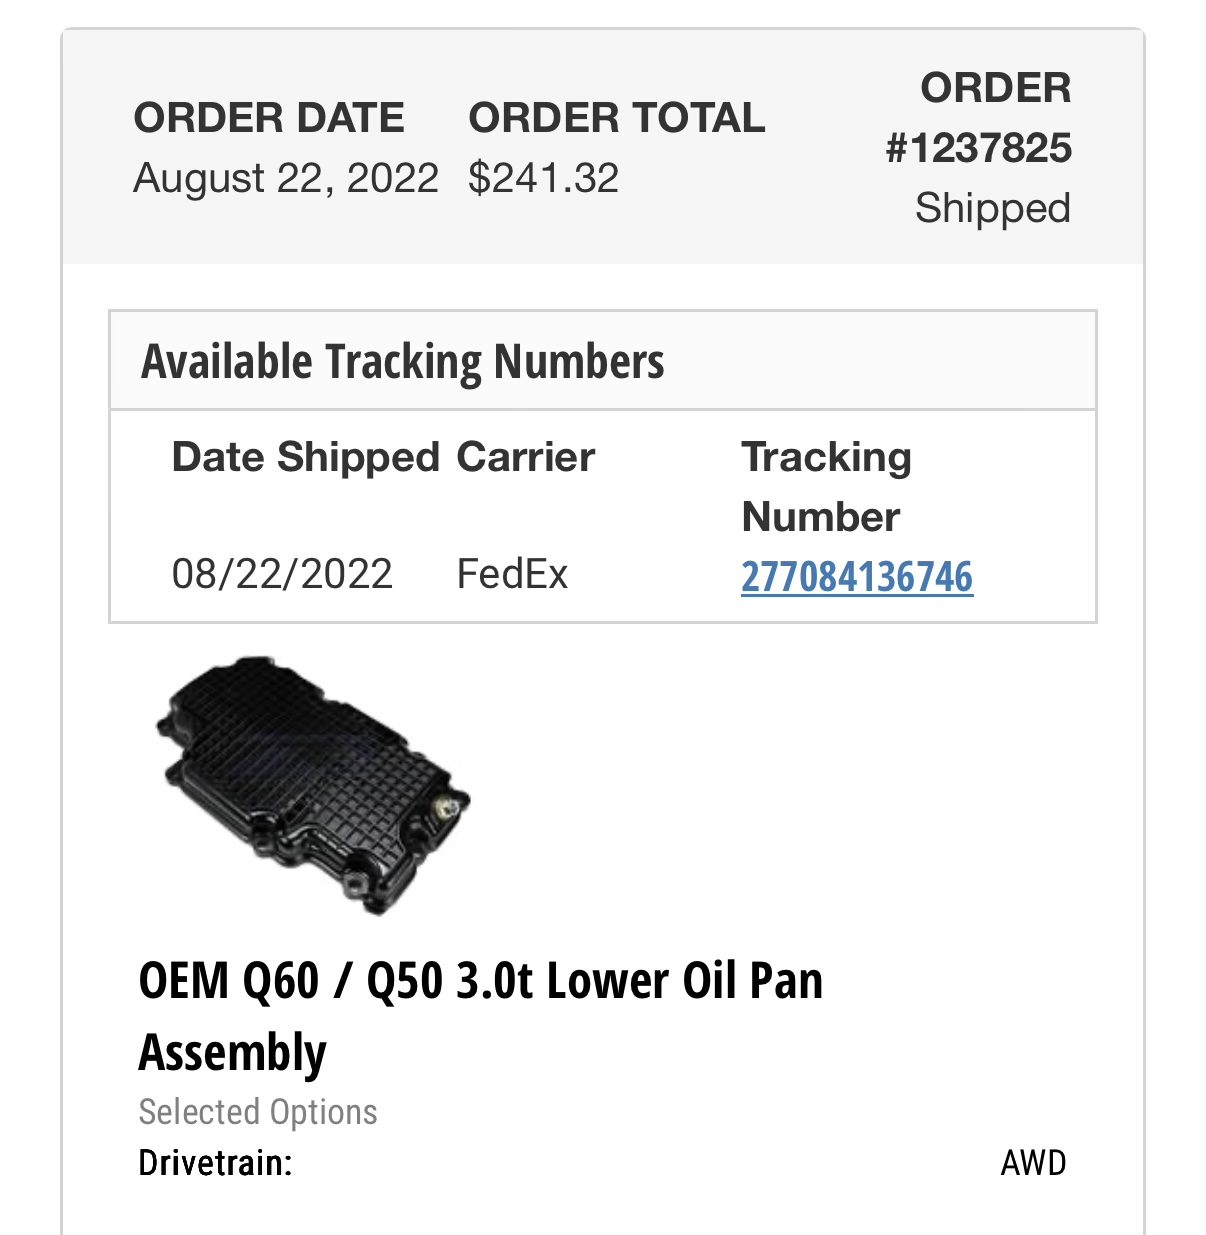 ORDER DATE
August 22, 2022
ORDER TOTAL
$241.32
ORDER
#1237825
Shipped
Available Tracking Numbers
Date Shipped Carrier Tracking
Number
08/22/2022 FedEx 277084136746
OEM Q60 / Q50 3.0t Lower Oil Pan
Assembly
Selected Options
Drivetrain: AWD